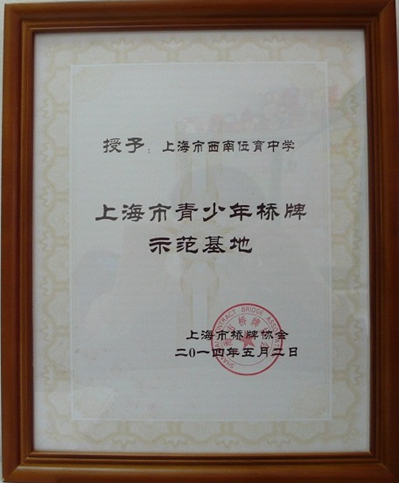 授予：上海市西南位育中学
上海市青少年桥牌
示范基地
上海市桥牌协会
二〇一四年五月二日